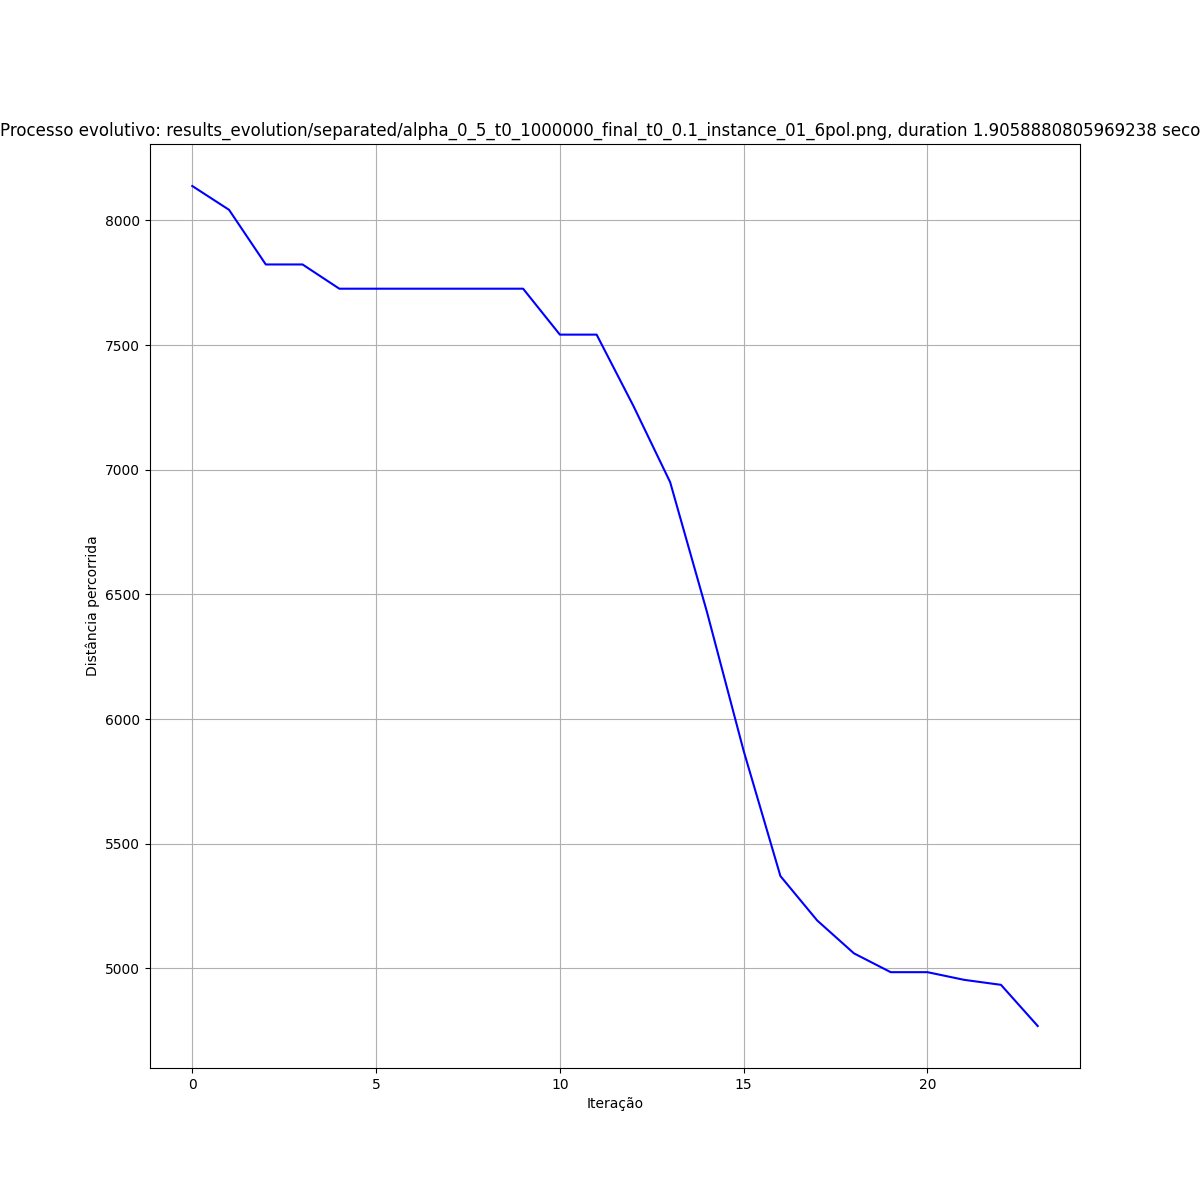 Processo evolutivo: results_evolution/separated/alpha_0_5_t0_1000000_final_t0_0.1_instance_01_6pol.png, duration 1.9058880805969238 seco
8000
7500
7000
6500
6000
5500
5000
Distância percorrida
0 5 10 15 20
Iteração